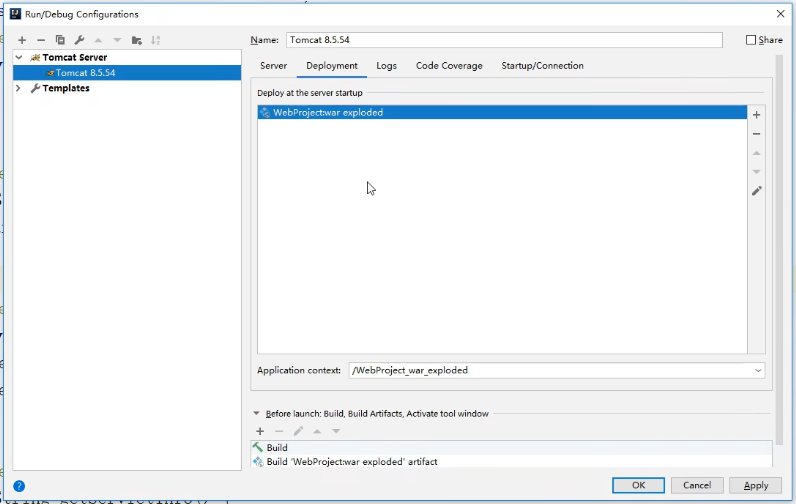 Run/Debug Configurations
Name: Tomcat 8.5.54
Share
Tomcat Server
Tomcat 8.5.54
Templates
Server Deployment Logs Code Coverage Startup/Connection
Deploy at the server startup
WebProject:war exploded
Application context: /WebProject_war_exploded
Before launch: Build, Build Artifacts, Activate tool window
Build
Build 'WebProject:war exploded' artifact
OK Cancel Apply